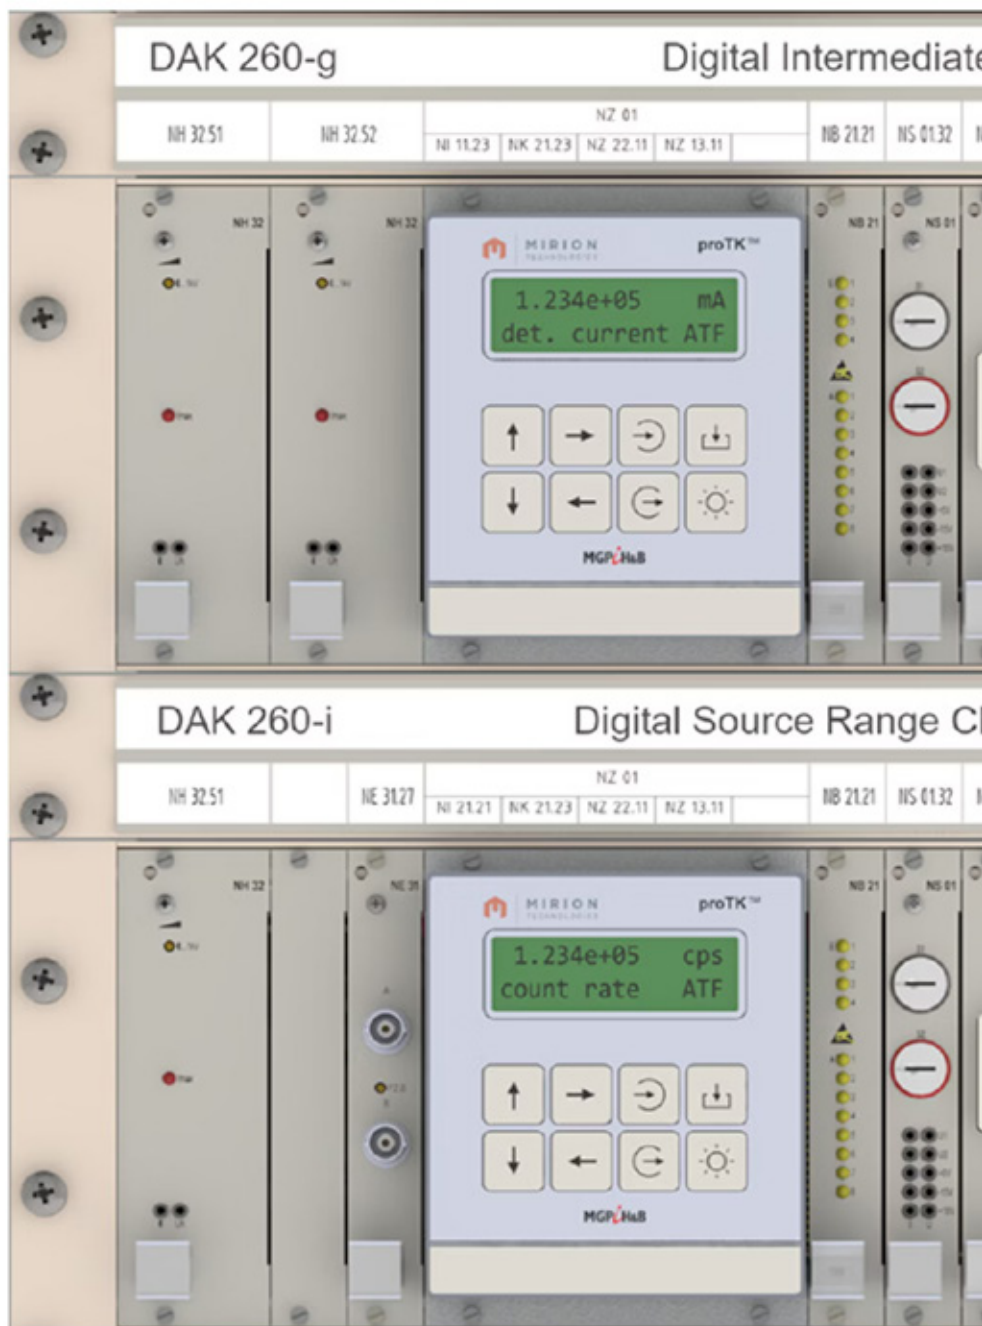 DAK 260-g Digital Intermediate
NZ 01
NH 32.51 NH 32.52 NB 21.21 NS 01.32
NI 11.23 NK 21.23 NZ 22.11 NZ 13.11
NH 32 NH 32 NB 21 NS 01
MIRION proTK™
TECHNOLOGIES
1.234e+05 mA
det. current ATF
MGPiH&B
DAK 260-i Digital Source Range
NZ 01
NH 32.51 NE 31.27 NB 21.21 NS 01.32
NI 21.21 NK 21.23 NZ 22.11 NZ 13.11
NH 32 NE 31 NB 21 NS 01
MIRION proTK™
TECHNOLOGIES
1.234e+05 cps
count rate ATF
A
B
MGPiH&B